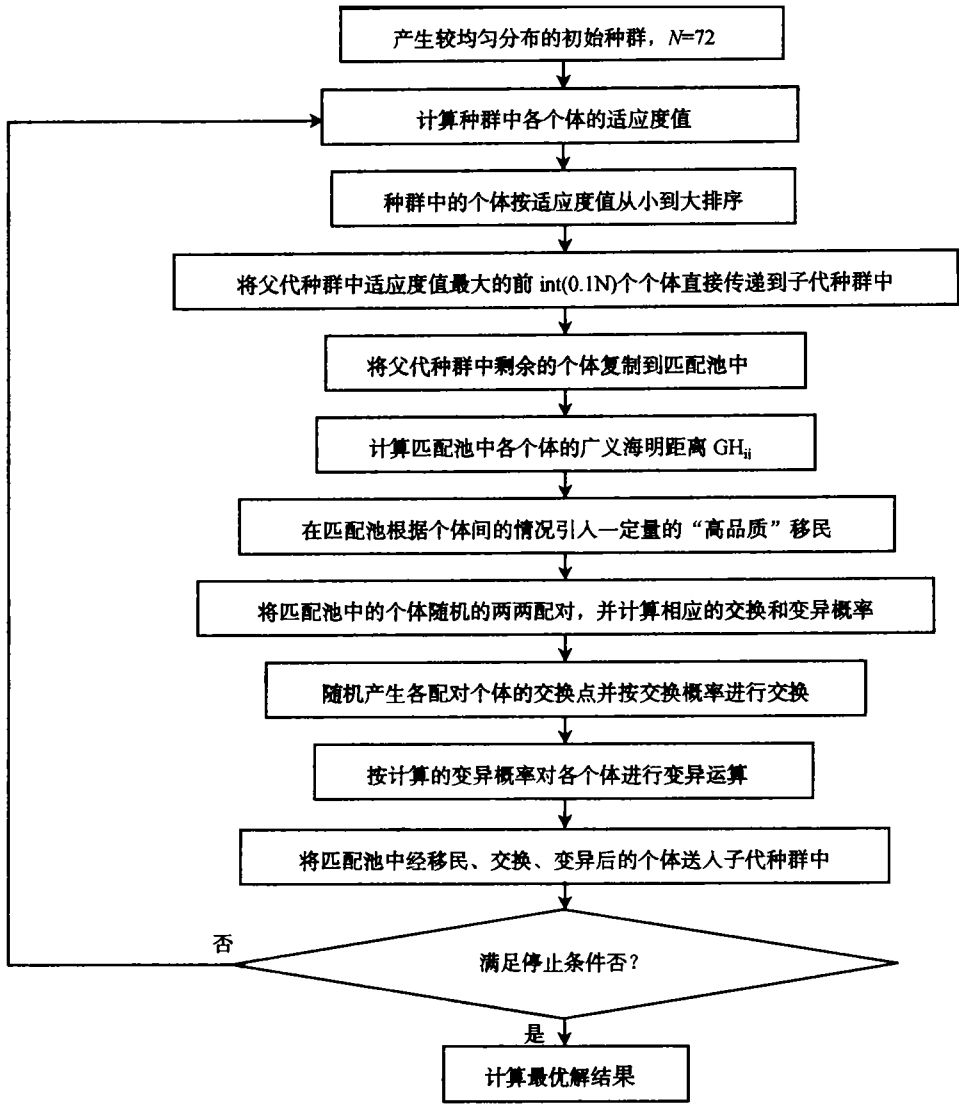 产生较均匀分布的初始种群，N=72
计算种群中各个体的适应度值
种群中的个体按适应度值从小到大排序
将父代种群中适应度值最大的前 int(0.1N)个个体直接传递到子代种群中
将父代种群中剩余的个体复制到匹配池中
计算匹配池中各个体的广义海明距离 GHij
在匹配池根据个体间的情况引入一定量的“高品质”移民
将匹配池中的个体随机的两两配对，并计算相应的交换和变异概率
随机产生各配对个体的交换点并按交换概率进行交换
按计算的变异概率对各个体进行变异运算
将匹配池中经移民、交换、变异后的个体送入子代种群中
否
满足停止条件否？
是
计算最优解结果